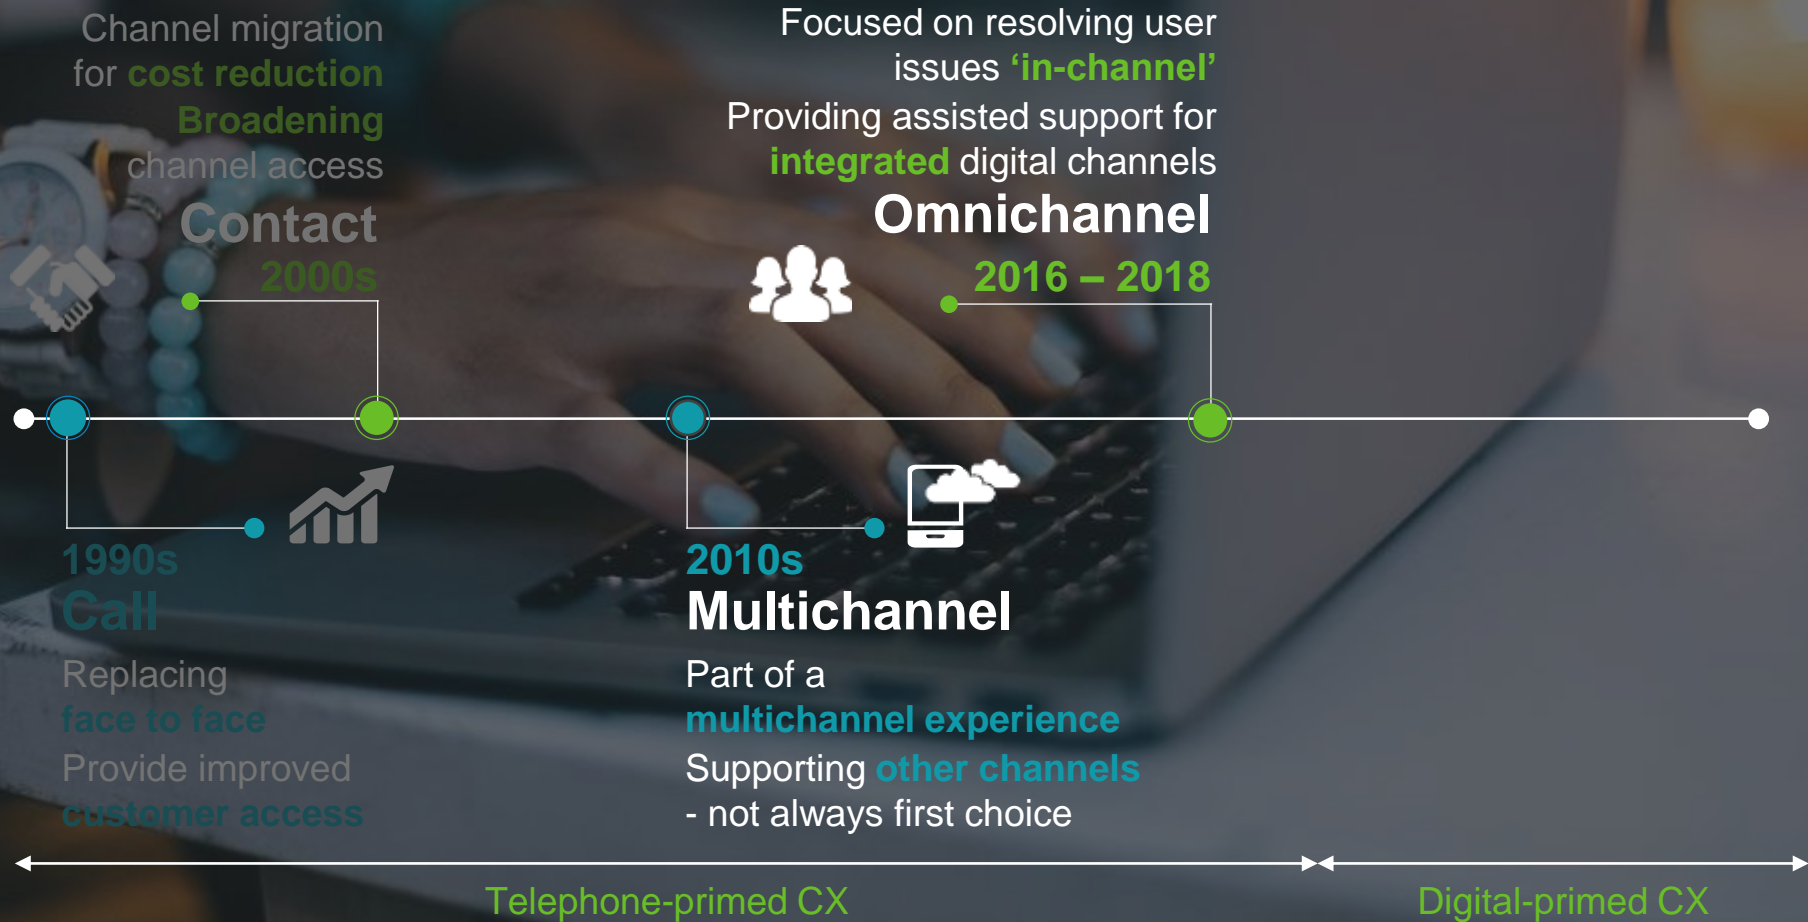 Channel migration
for cost reduction
Broadening
channel access
Contact
2000s
Focused on resolving user
issues ‘in-channel’
Providing assisted support for
integrated digital channels
Omnichannel
2016 – 2018
1990s
Call
Replacing
face to face
Provide improved
customer access
2010s
Multichannel
Part of a
multichannel experience
Supporting other channels
- not always first choice
Telephone-primed CX
Digital-primed CX